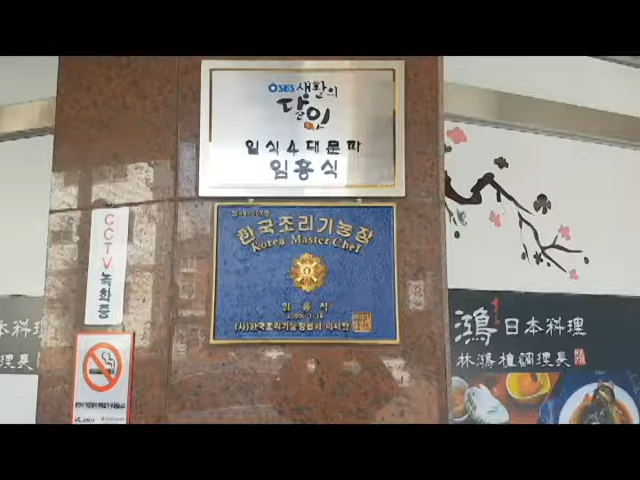 SBS 생활의
달인
일식 4 대문파
임홍식
한국조리기능장
Korea Master Chef
임 홍 식
(사)한국조리기능장협회 이사장
CCTV 녹화중
鴻 日本料理
林鴻植 調理長
料理
理長